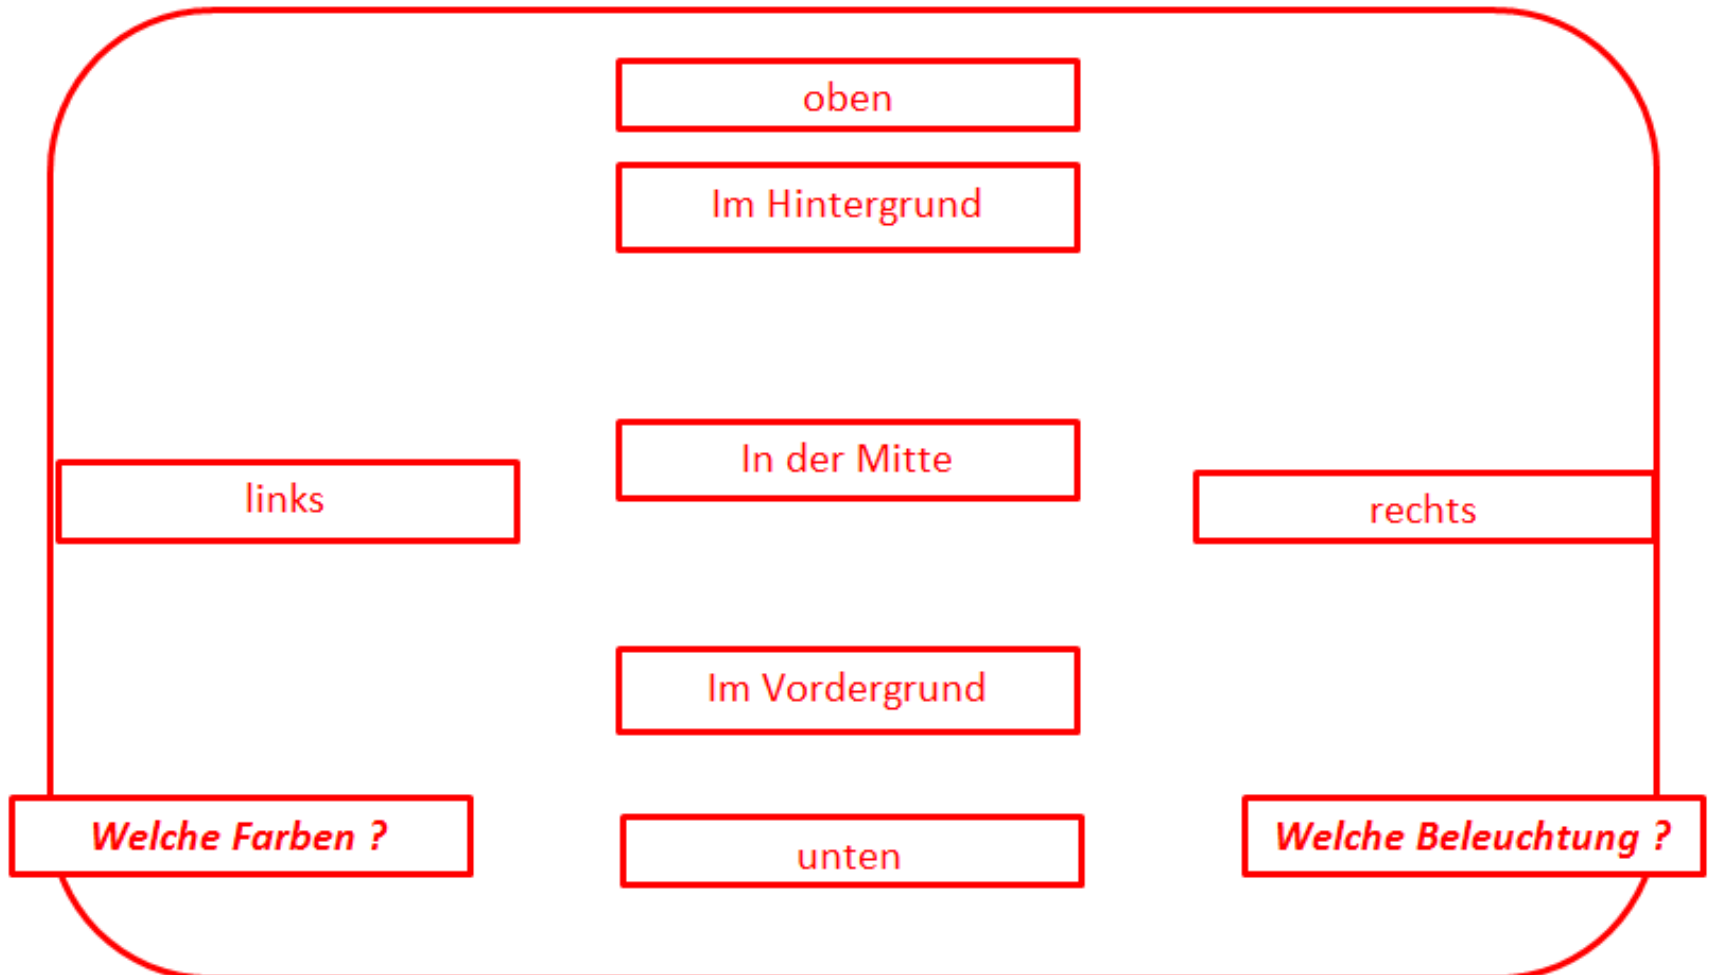 oben
Im Hintergrund
In der Mitte
links
rechts
Im Vordergrund
Welche Farben ?
Welche Beleuchtung ?
unten